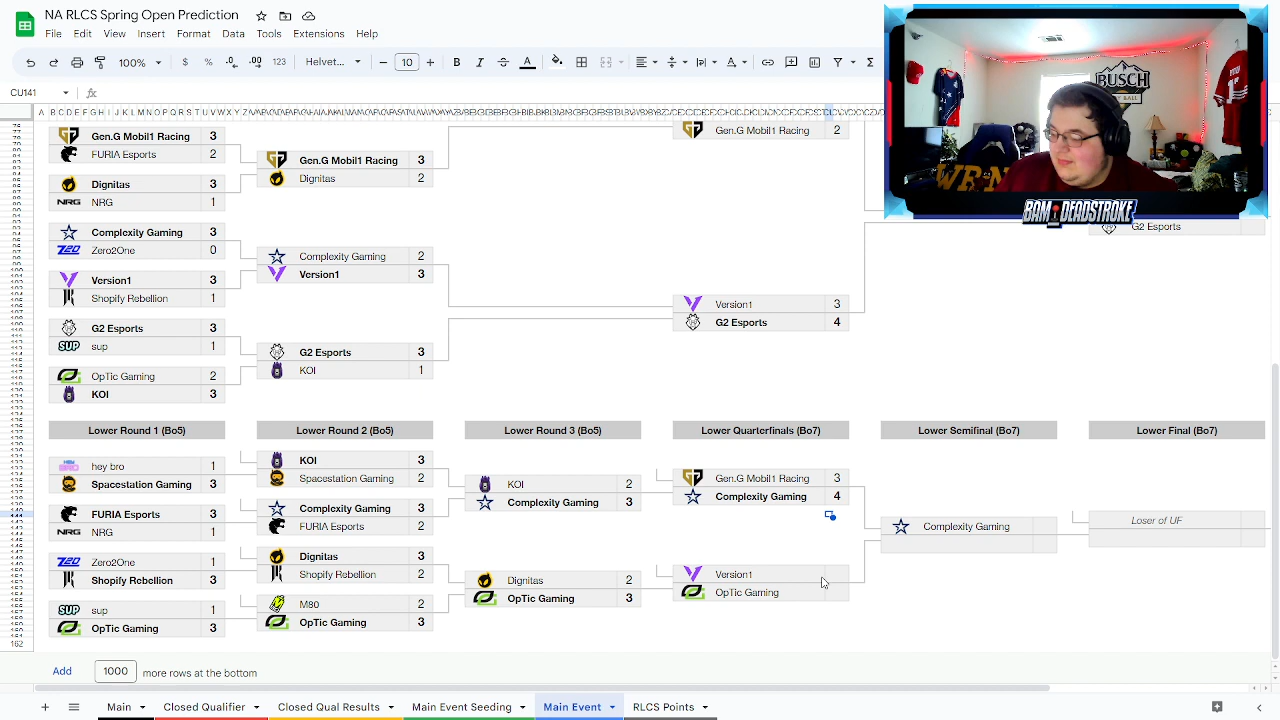 NA RLCS Spring Open Prediction
File Edit View Insert Format Data Tools Extensions Help
100% % .0 .00 123 Helvet... 10 B I A
CU141 fx
Gen.G Mobil1 Racing 3
FURIA Esports 2
Dignitas 3
NRG 1
Complexity Gaming 3
Zero2One 1
Version1 3
Shopify Rebellion 1
G2 Esports 3
sup 1
OpTic Gaming 2
KOI 3
Gen.G Mobil1 Racing 3
Dignitas 2
Complexity Gaming 2
Version1 3
G2 Esports 3
KOI 1
Gen.G Mobil1 Racing 2
Version1 3
G2 Esports 4
G2 Esports
BUSCH
BALL
BAM DEADSTROKE
Lower Round 1 (Bo5) Lower Round 2 (Bo5) Lower Round 3 (Bo5) Lower Quarterfinals (Bo7) Lower Semifinal (Bo7) Lower Final (Bo7)
hey bro 1
Spacestation Gaming 3
FURIA Esports 3
NRG 1
Zero2One 1
Shopify Rebellion 3
SUP sup 0
OpTic Gaming 3
KOI 3
Spacestation Gaming 2
Complexity Gaming 3
FURIA Esports 2
Dignitas 3
Shopify Rebellion 2
M80 2
OpTic Gaming 3
KOI 2
Complexity Gaming 3
Dignitas 2
OpTic Gaming 3
Gen.G Mobil1 Racing 3
Complexity Gaming 4
Version1
OpTic Gaming
Complexity Gaming
Loser of UF
162
Add 1000 more rows at the bottom
Main Closed Qualifier Closed Qual Results Main Event Seeding Main Event RLCS Points